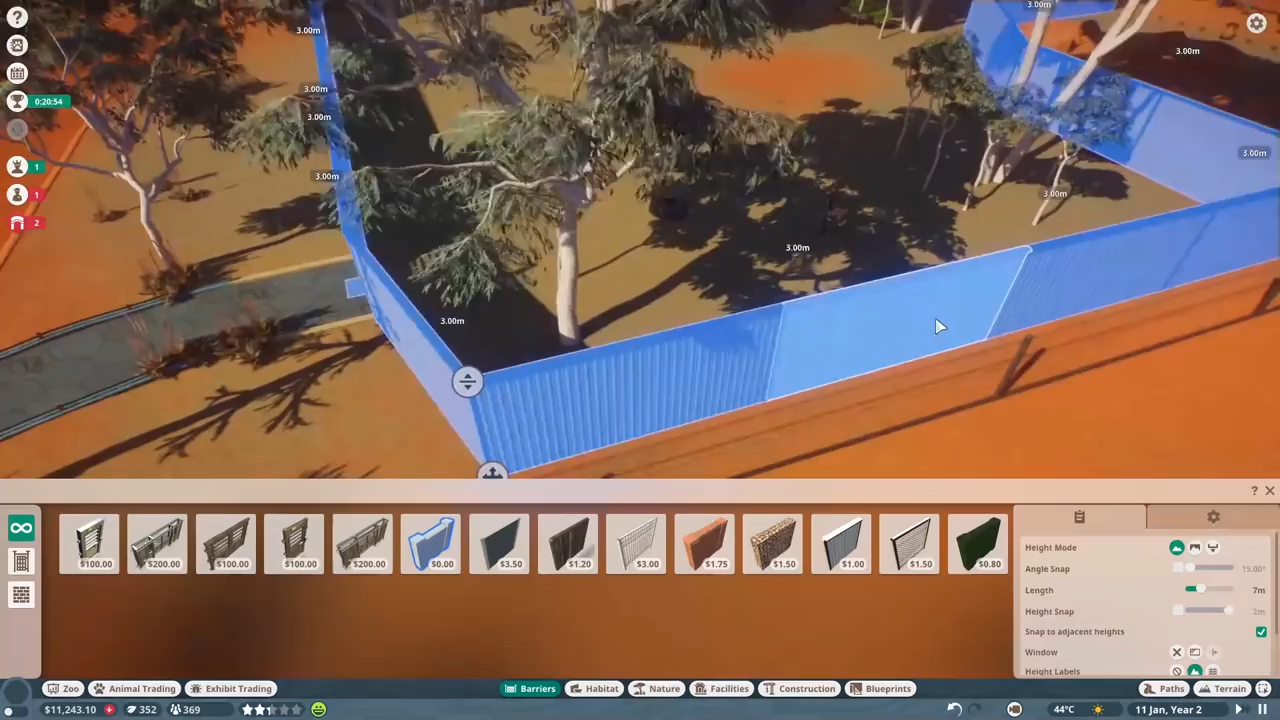 3.00m
3.00m
3.00m
3.00m
3.00m
3.00m
3.00m
3.00m
3.00m
3.00m
?
0:20:54
1
1
2
?
$100.00
$200.00
$100.00
$100.00
$200.00
$0.00
$3.50
$1.20
$3.00
$1.75
$1.50
$1.00
$1.50
$0.80
Height Mode
Angle Snap 15.00°
Length 7m
Height Snap 2m
Snap to adjacent heights
Window
Height Labels
Zoo Animal Trading Exhibit Trading Barriers Habitat Nature Facilities Construction Blueprints Paths Terrain
$11,243.10 352 369 44°C 11 Jan, Year 2